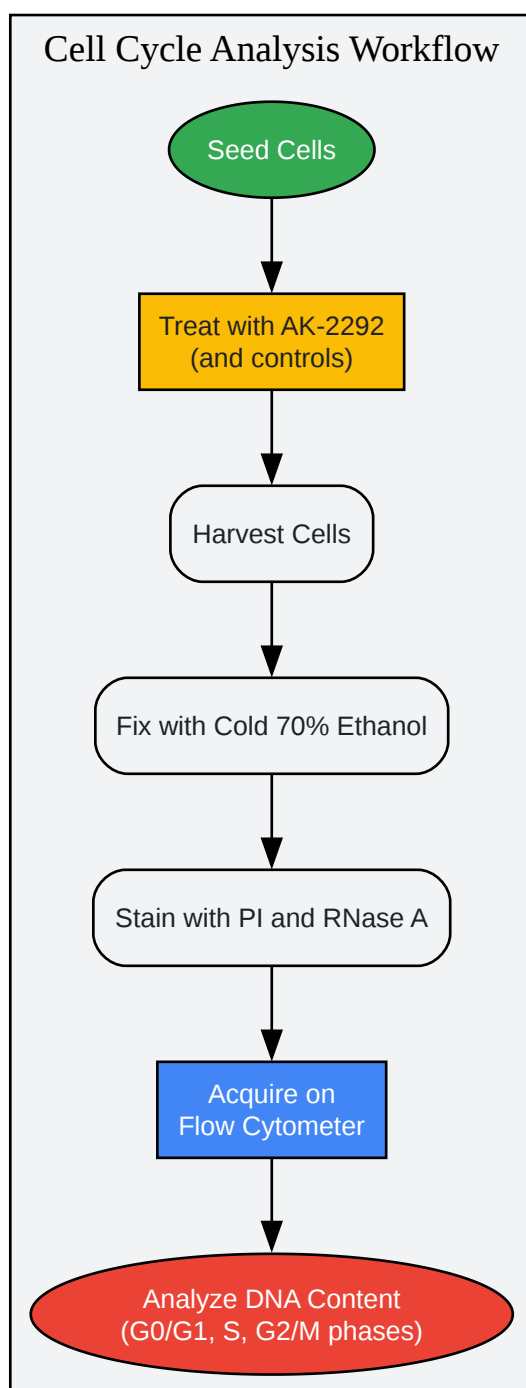 Cell Cycle Analysis Workflow
Seed Cells
Treat with AK-2292
(and controls)
Harvest Cells
Fix with Cold 70% Ethanol
Stain with PI and RNase A
Acquire on
Flow Cytometer
Analyze DNA Content
(G0/G1, S, G2/M phases)